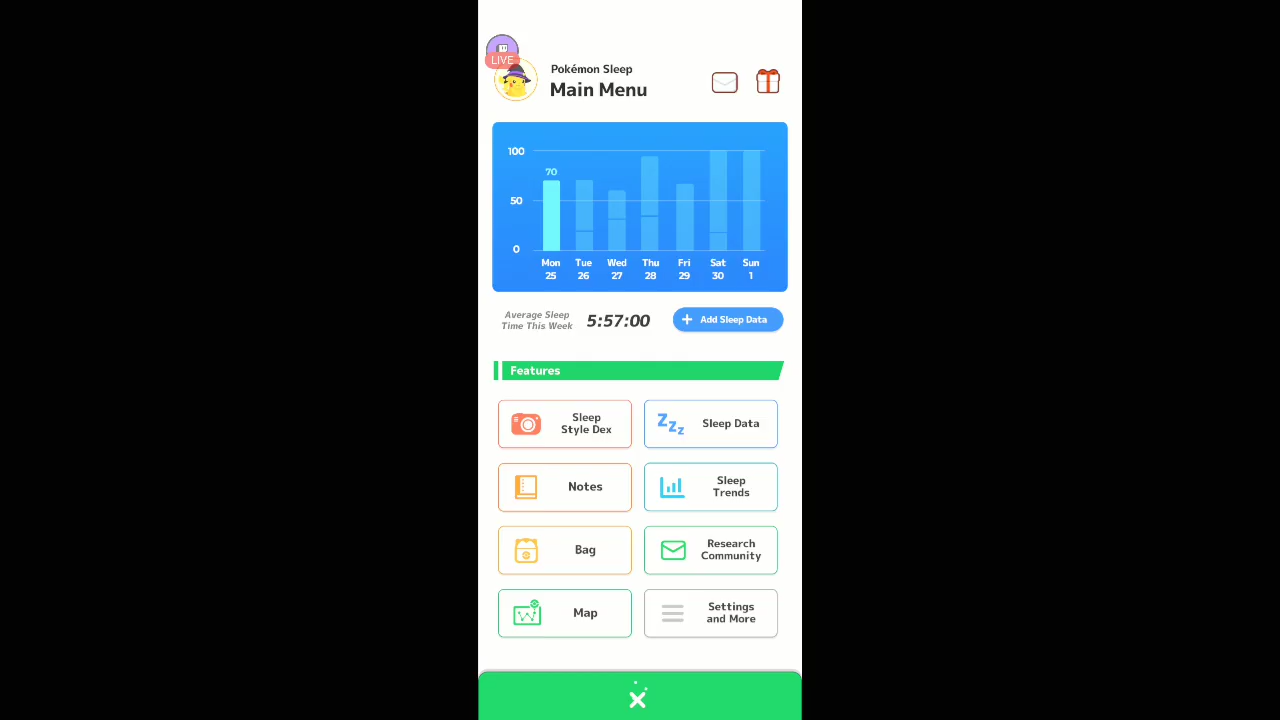 LIVE
Pokémon Sleep
Main Menu
100
70
50
0
Mon Tue Wed Thu Fri Sat Sun
25 26 27 28 29 30 1
Average Sleep
Time This Week
5:57:00
Add Sleep Data
Features
Sleep
Style Dex
Sleep Data
Notes
Sleep
Trends
Bag
Research
Community
Map
Settings
and More